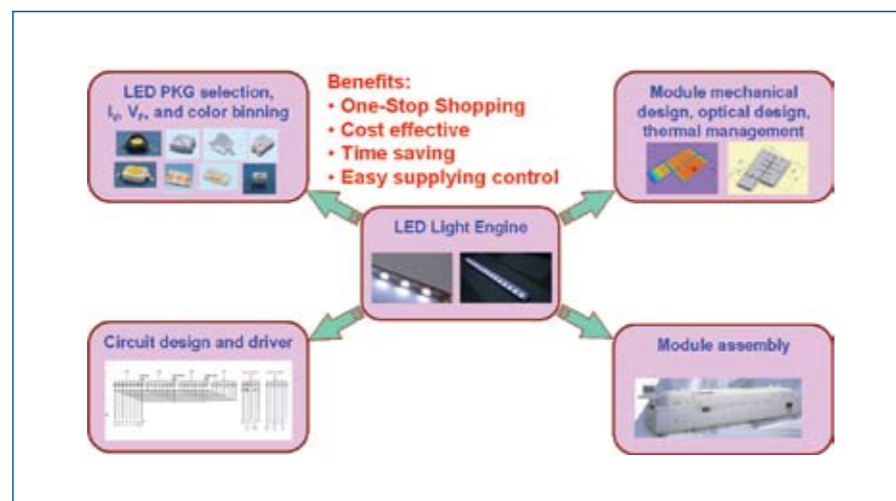 LED PKG selection,
IV, VF, and color binning
Benefits:
• One-Stop Shopping
• Cost effective
• Time saving
• Easy supplying control
Module mechanical
design, optical design,
thermal management
LED Light Engine
Circuit design and driver
Module assembly